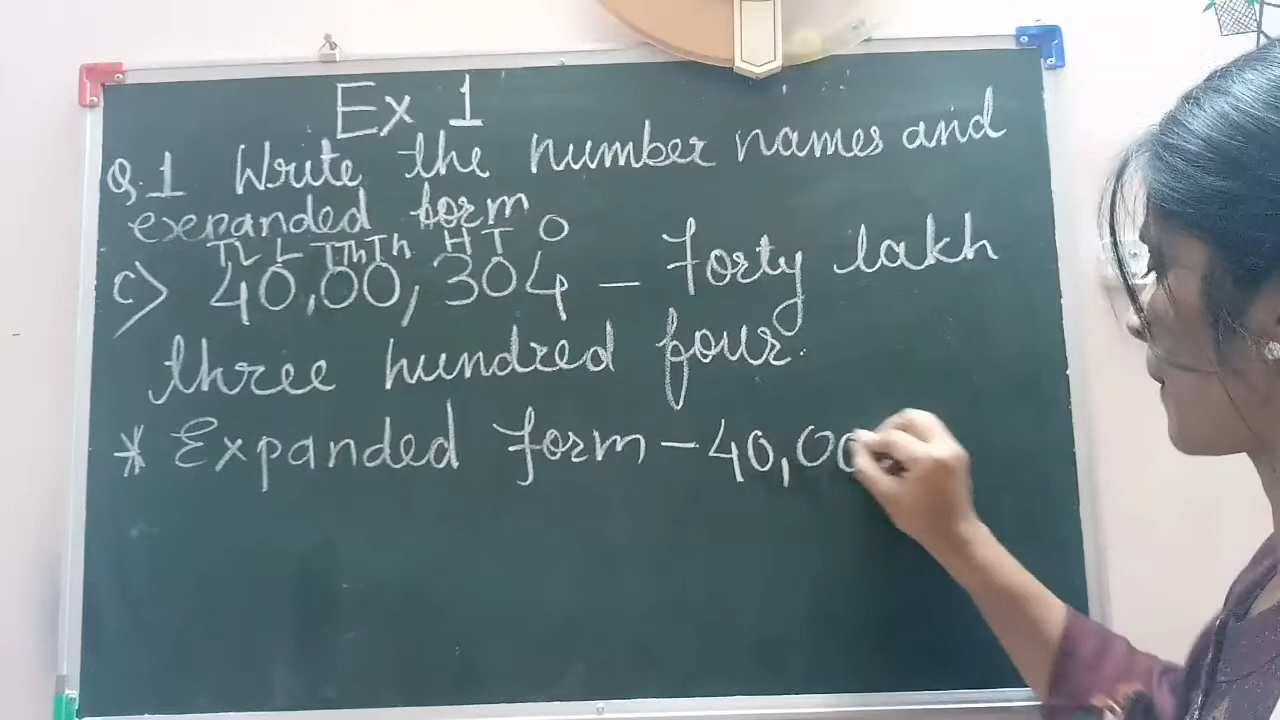 Ex 1
Q.1 Write the number names and
expanded form
TL L TTh Th H T O
c) 40,00,304 - Forty lakh
three hundred four.
* Expanded form - 40,00